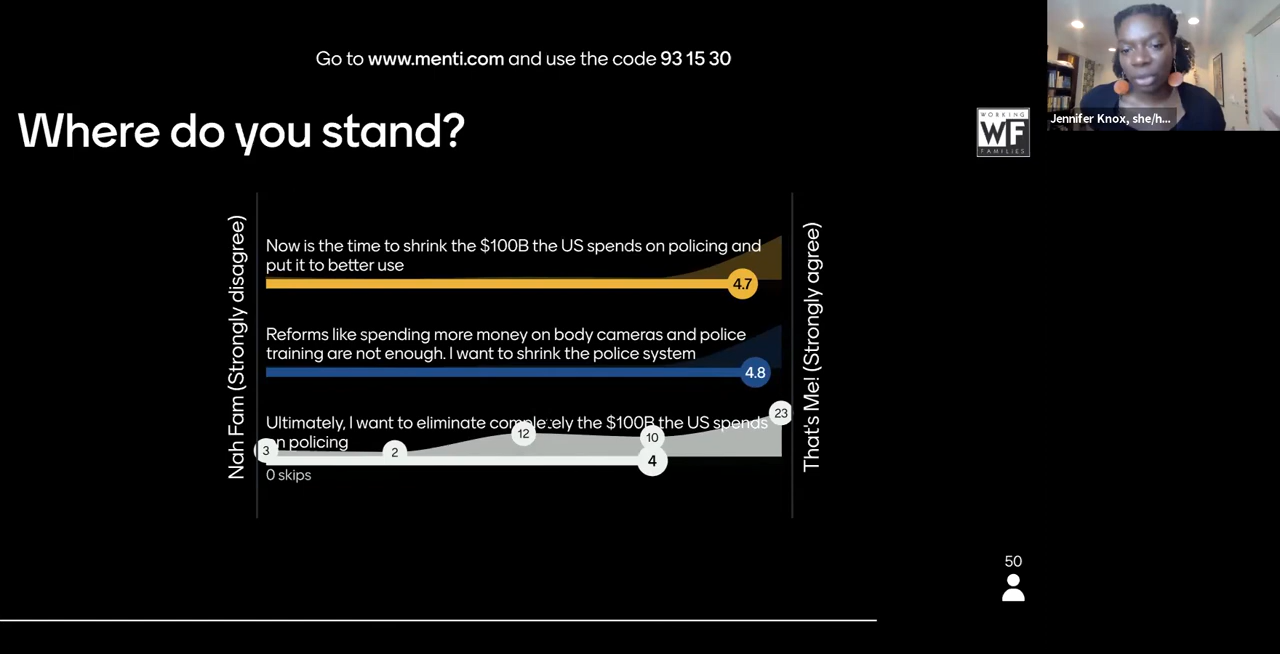 Go to www.menti.com and use the code 93 15 30
Jennifer Knox, she/h...
Where do you stand?
WORKING
WF
FAMILIES
Nah Fam (Strongly disagree)
Now is the time to shrink the $100B the US spends on policing and
put it to better use
4.7
Reforms like spending more money on body cameras and police
training are not enough. I want to shrink the police system
4.8
Ultimately, I want to eliminate completely the $100B the US spends
on policing
3
2
12
10
23
4
0 skips
That's Me! (Strongly agree)
50